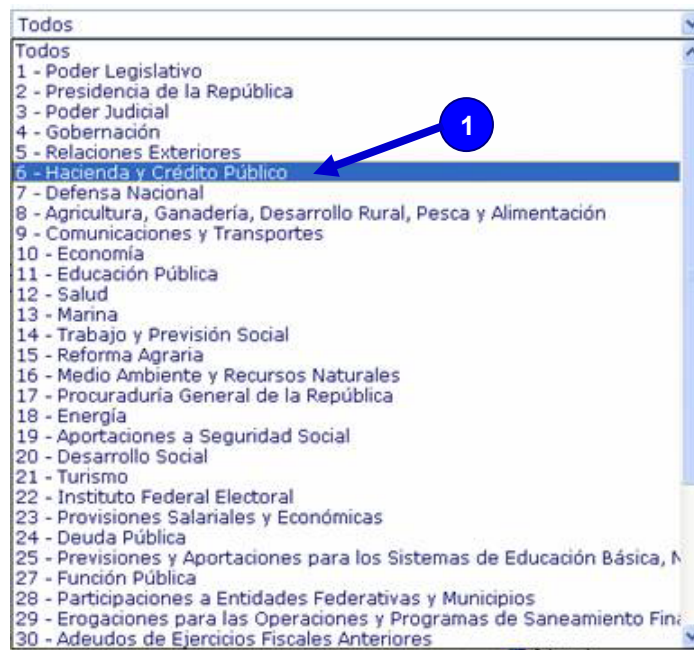 Todos
Todos
1 - Poder Legislativo
2 - Presidencia de la República
3 - Poder Judicial
1
4 - Gobernación
5 - Relaciones Exteriores
6 - Hacienda y Crédito Público
7 - Defensa Nacional
8 - Agricultura, Ganadería, Desarrollo Rural, Pesca y Alimentación
9 - Comunicaciones y Transportes
10 - Economía
11 - Educación Pública
12 - Salud
13 - Marina
14 - Trabajo y Previsión Social
15 - Reforma Agraria
16 - Medio Ambiente y Recursos Naturales
17 - Procuraduría General de la República
18 - Energía
19 - Aportaciones a Seguridad Social
20 - Desarrollo Social
21 - Turismo
22 - Instituto Federal Electoral
23 - Provisiones Salariales y Económicas
24 - Deuda Pública
25 - Previsiones y Aportaciones para los Sistemas de Educación Básica, N
27 - Función Pública
28 - Participaciones a Entidades Federativas y Municipios
29 - Erogaciones para las Operaciones y Programas de Saneamiento Fina
30 - Adeudos de Ejercicios Fiscales Anteriores